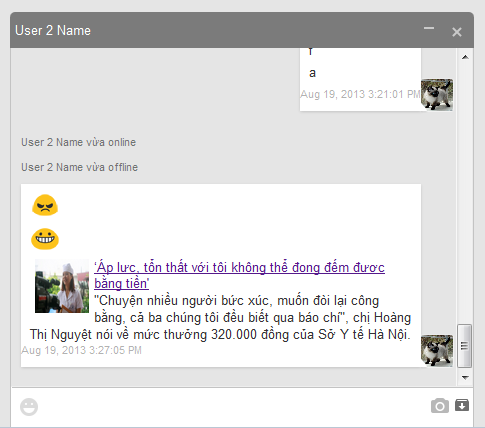 User 2 Name
a
Aug 19, 2013 3:21:01 PM
User 2 Name vừa online
User 2 Name vừa offline
'Áp lực, tổn thất với tôi không thể đong đếm được
bằng tiền'
"Chuyện nhiều người bức xúc, muốn đòi lại công
bằng, cả ba chúng tôi đều biết qua báo chí", chị Hoàng
Thị Nguyệt nói về mức thưởng 320.000 đồng của Sở Y tế Hà Nội.
Aug 19, 2013 3:27:05 PM